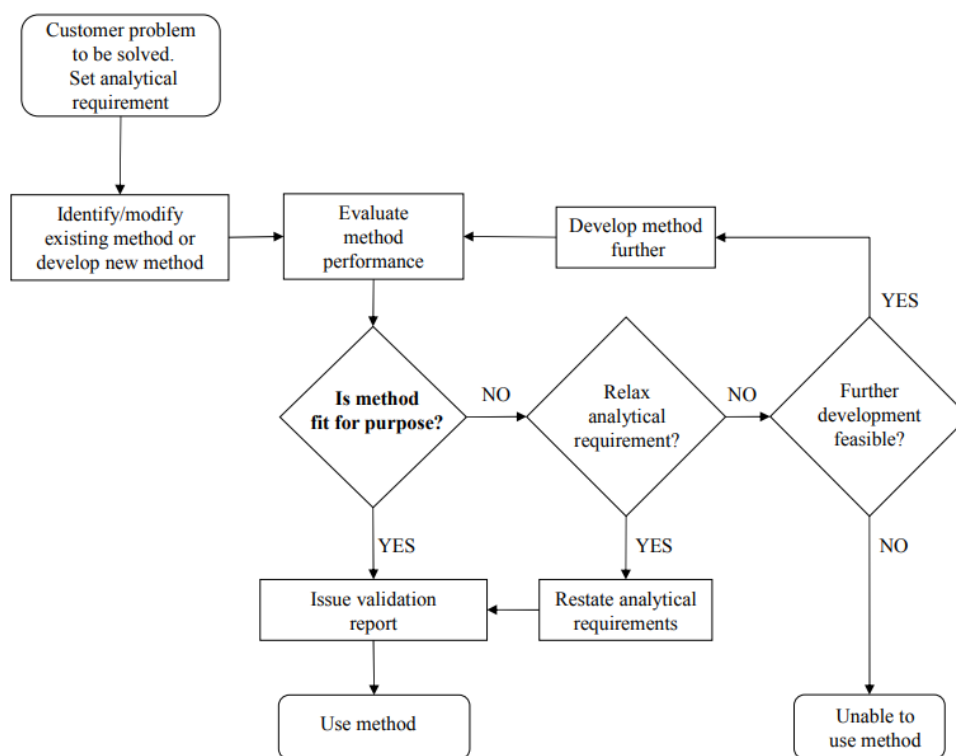 Customer problem
to be solved.
Set analytical
requirement
Identify/modify
existing method or
develop new method
Evaluate
method
performance
Develop method
further
YES
Is method
fit for purpose?
NO
Relax
analytical
requirement?
NO
Further
development
feasible?
YES
YES
NO
Issue validation
report
Restate analytical
requirements
Use method
Unable to
use method